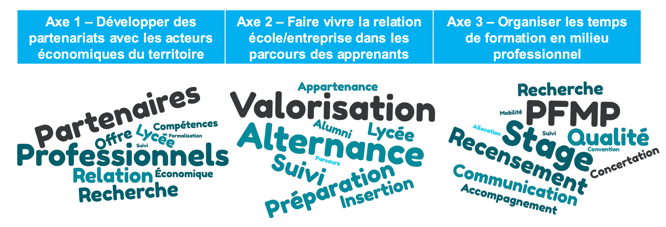 Axe 1 – Développer des
partenariats avec les acteurs
économiques du territoire
Axe 2 – Faire vivre la relation
école/entreprise dans les
parcours des apprenants
Axe 3 – Organiser les temps
de formation en milieu
professionnel
Partenaires
Offre
Lycée
Compétences
Formalisation
Suivi
Professionnels
Relation
Économique
Recherche
Appartenance
Valorisation
Alumni
Lycée
Alternance
Parcours
Suivi
Préparation
Insertion
Recherche
Mobilité
PFMP
Allocation
Stage
Suivi
Qualité
Convention
Recensement
Concertation
Communication
Accompagnement